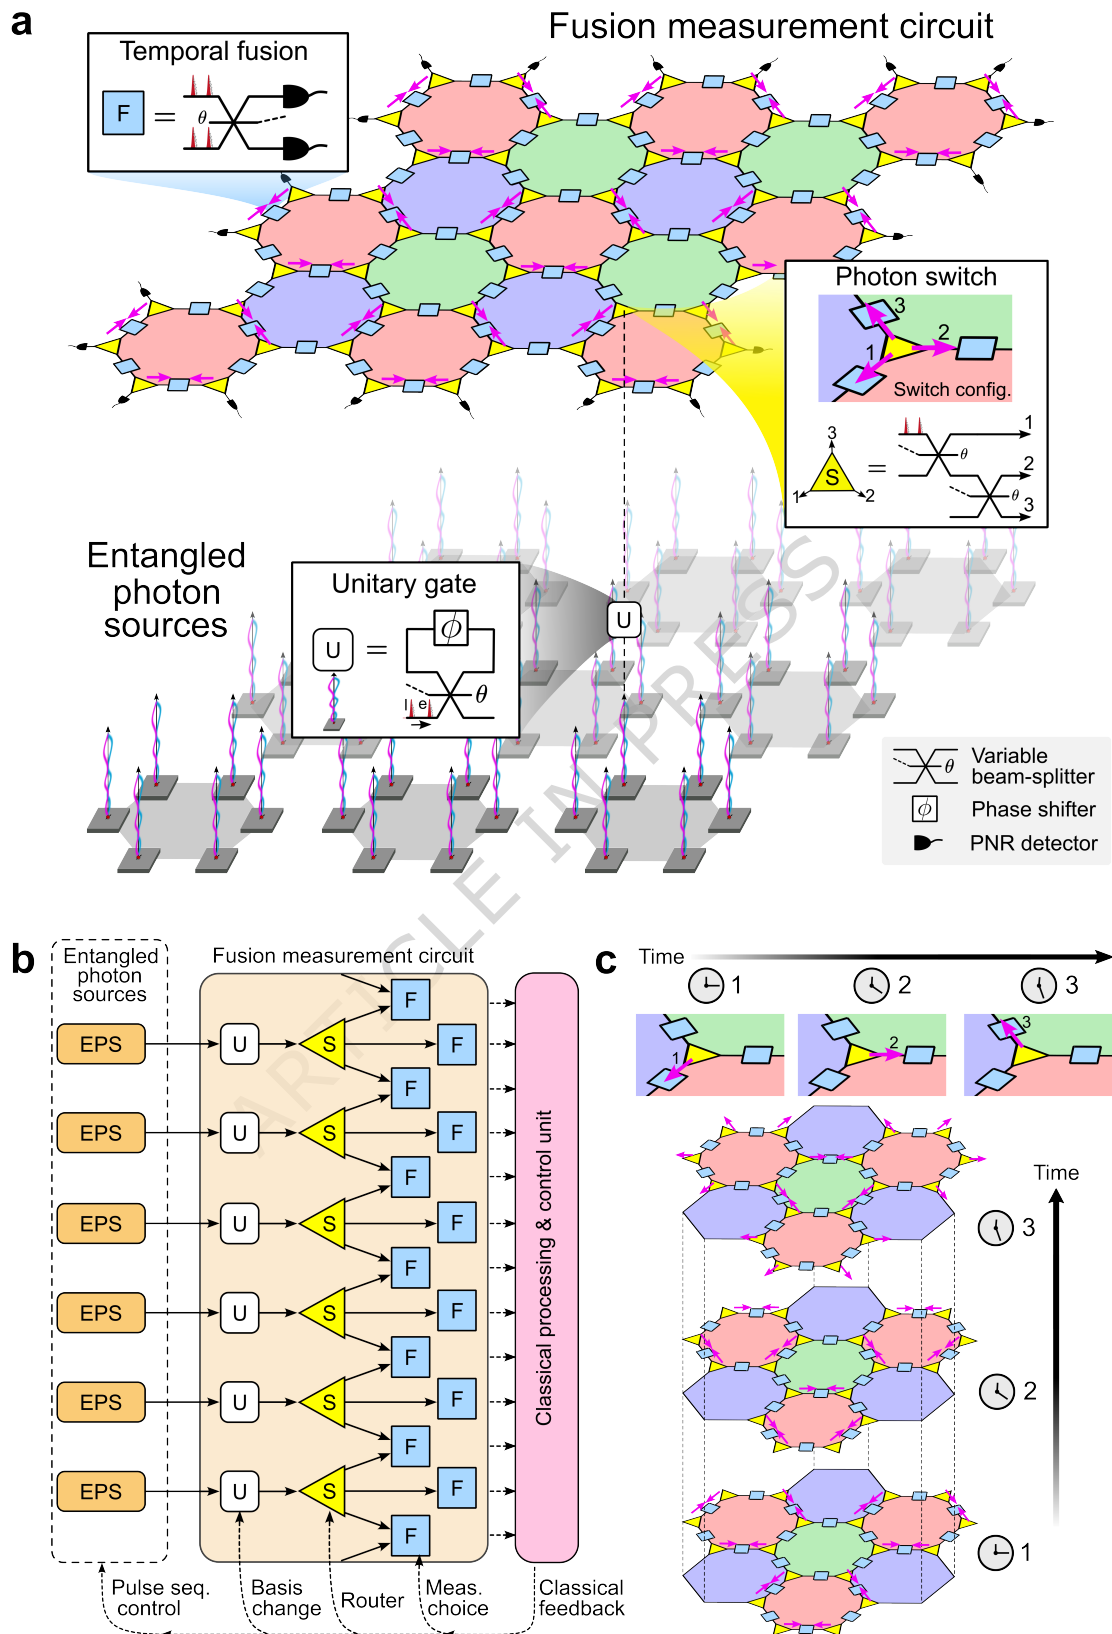 a
Fusion measurement circuit
Temporal fusion
F = θ
Photon switch
3
2
1
Switch config.
3
S =
1 2
θ
θ
1
2
3
Entangled
photon
sources
Unitary gate
U =
ϕ
θ
l e
U
θ Variable
beam-splitter
ϕ Phase shifter
PNR detector
ARTICLE IN PRESS
b
Entangled
photon
sources
Fusion measurement circuit
F
EPS U S F
F
EPS U S F
F
EPS U S F
F
EPS U S F
F
EPS U S F
F
EPS U S F
F
Classical processing & control unit
Pulse seq.
control
Basis
change
Router
Meas.
choice
Classical
feedback
c
Time
1 2 3
1
2
3
Time
3
2
1